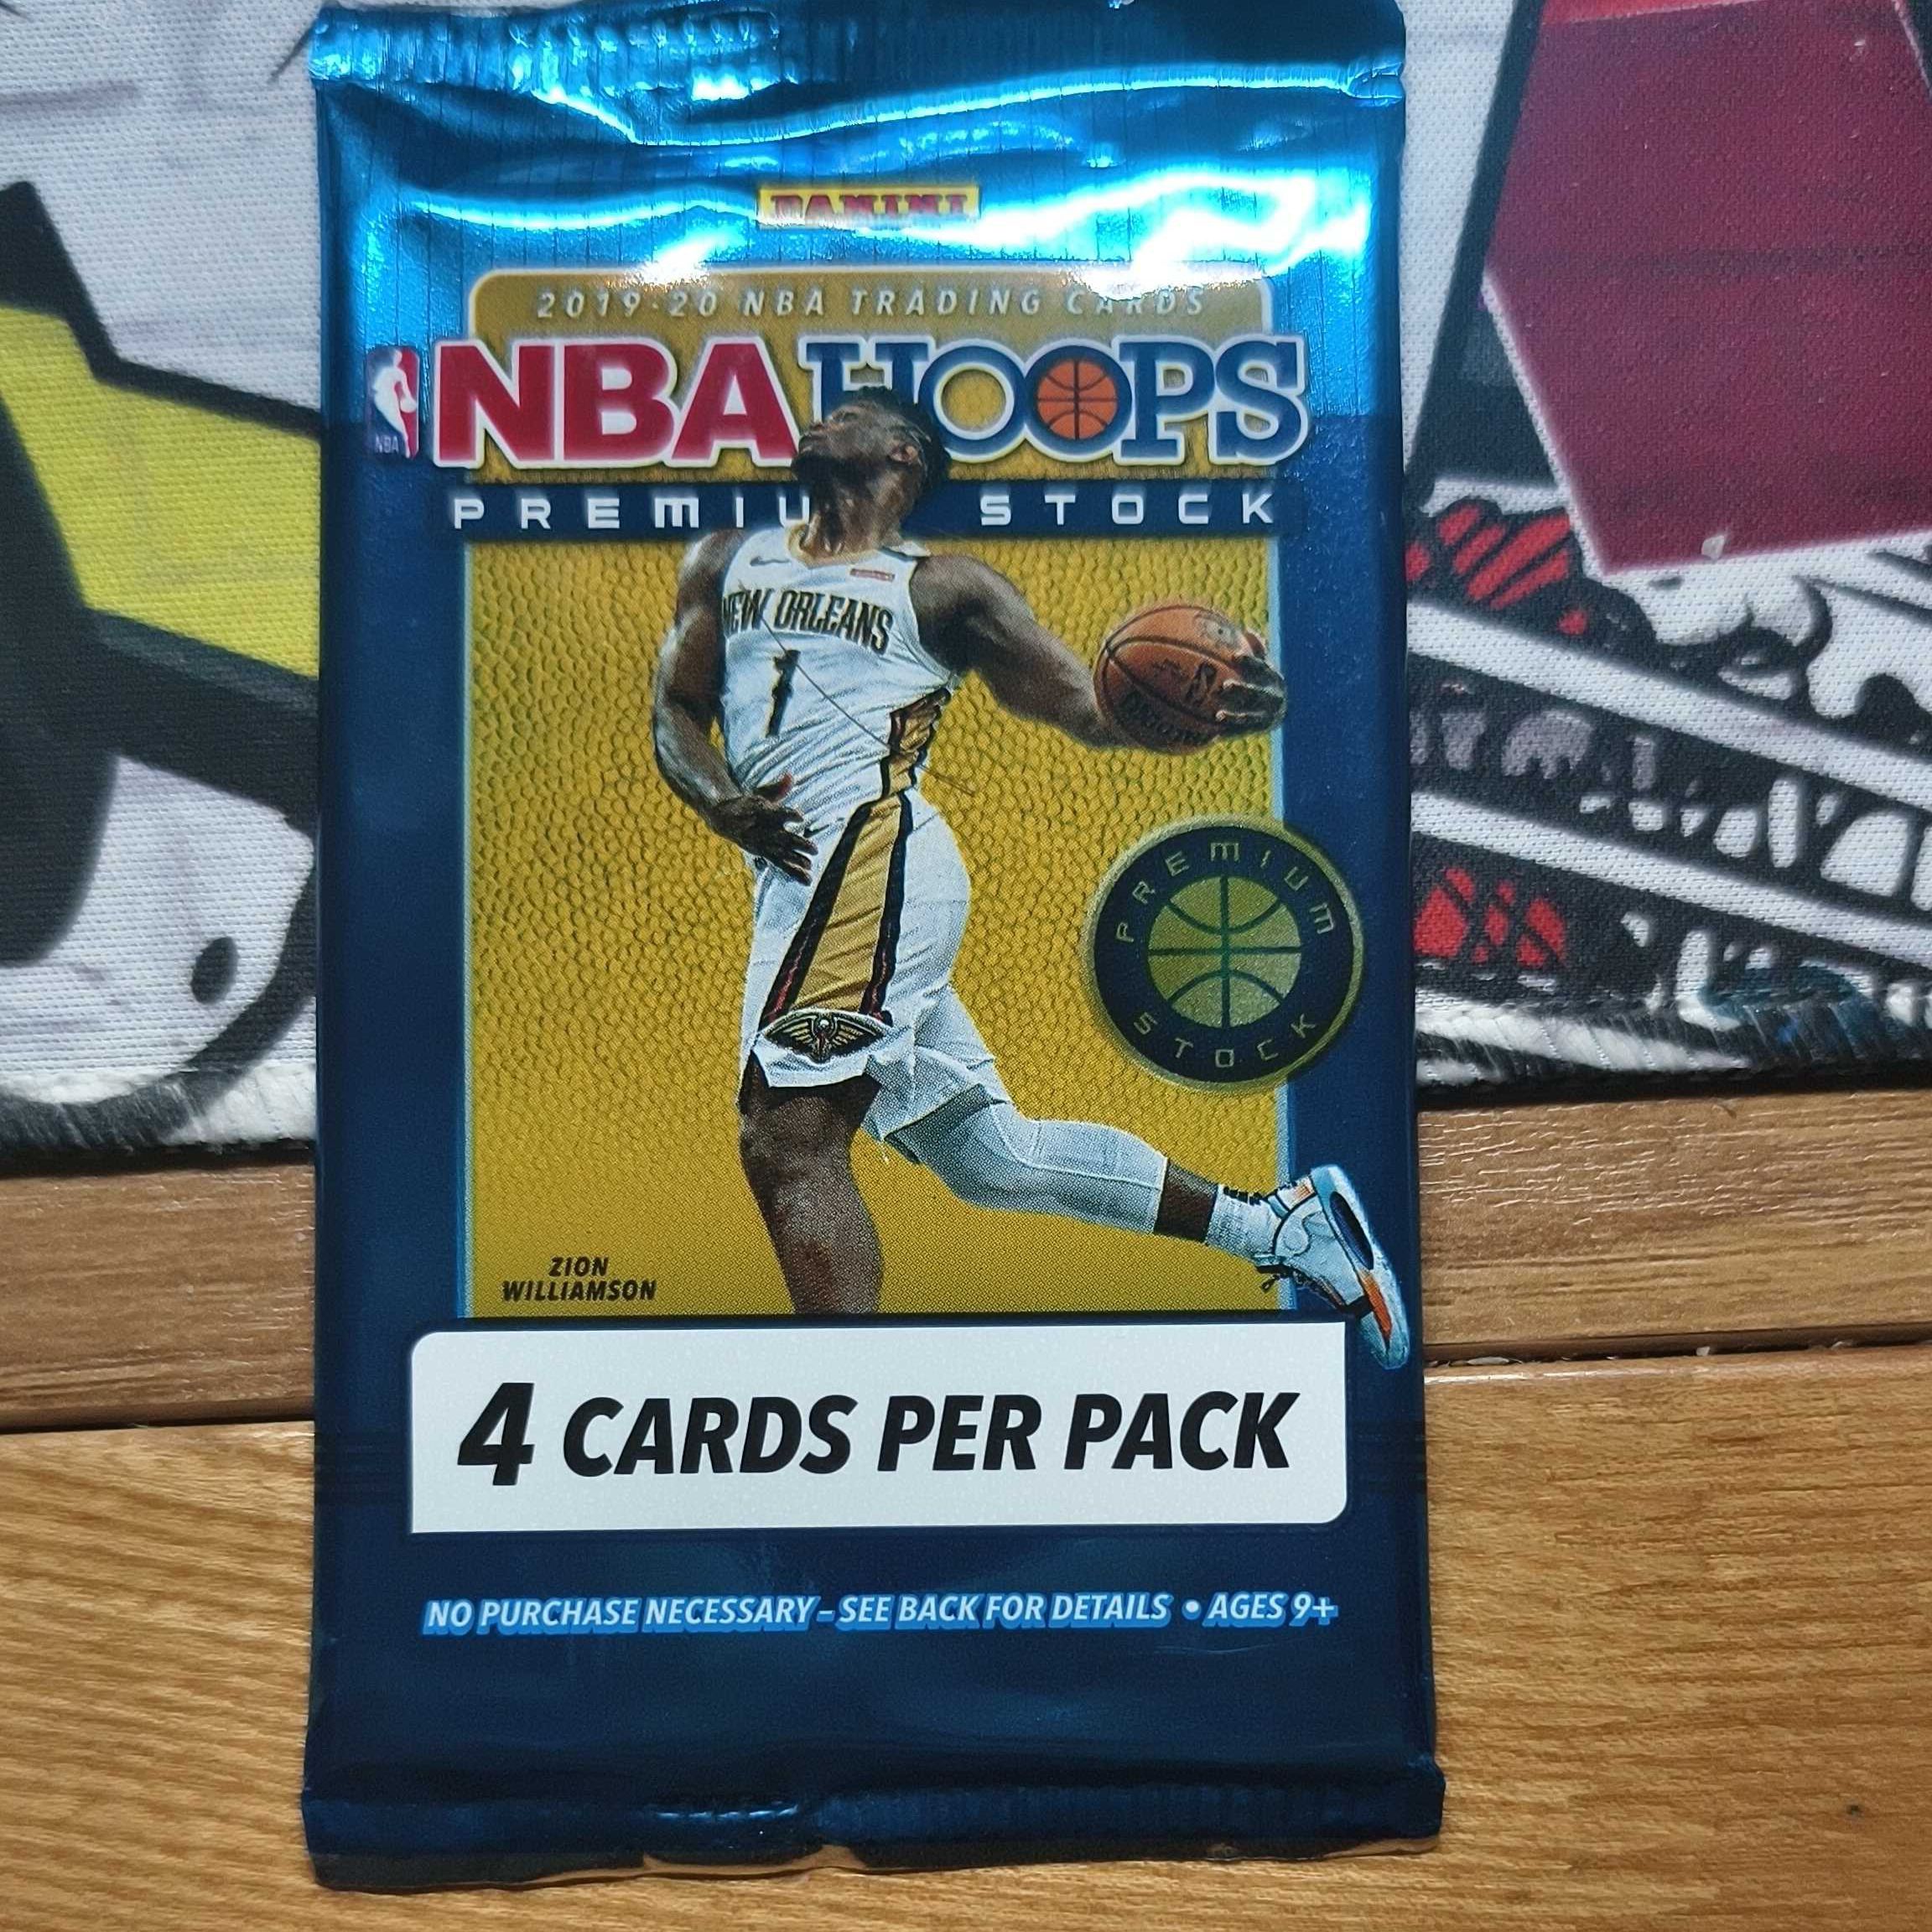 PANINI
2019-20 NBA TRADING CARDS
NBA HOOPS
NBA
PREMIU STOCK
NEW ORLEANS
1
PREMIUM
STOCK
ZION
WILLIAMSON
4 CARDS PER PACK
NO PURCHASE NECESSARY – SEE BACK FOR DETAILS • AGES 9+